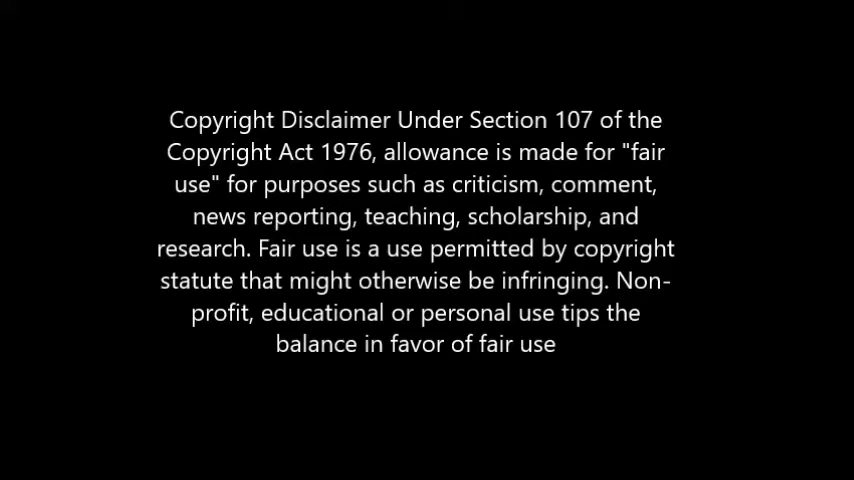 Copyright Disclaimer Under Section 107 of the
Copyright Act 1976, allowance is made for "fair
use" for purposes such as criticism, comment,
news reporting, teaching, scholarship, and
research. Fair use is a use permitted by copyright
statute that might otherwise be infringing. Non-
profit, educational or personal use tips the
balance in favor of fair use